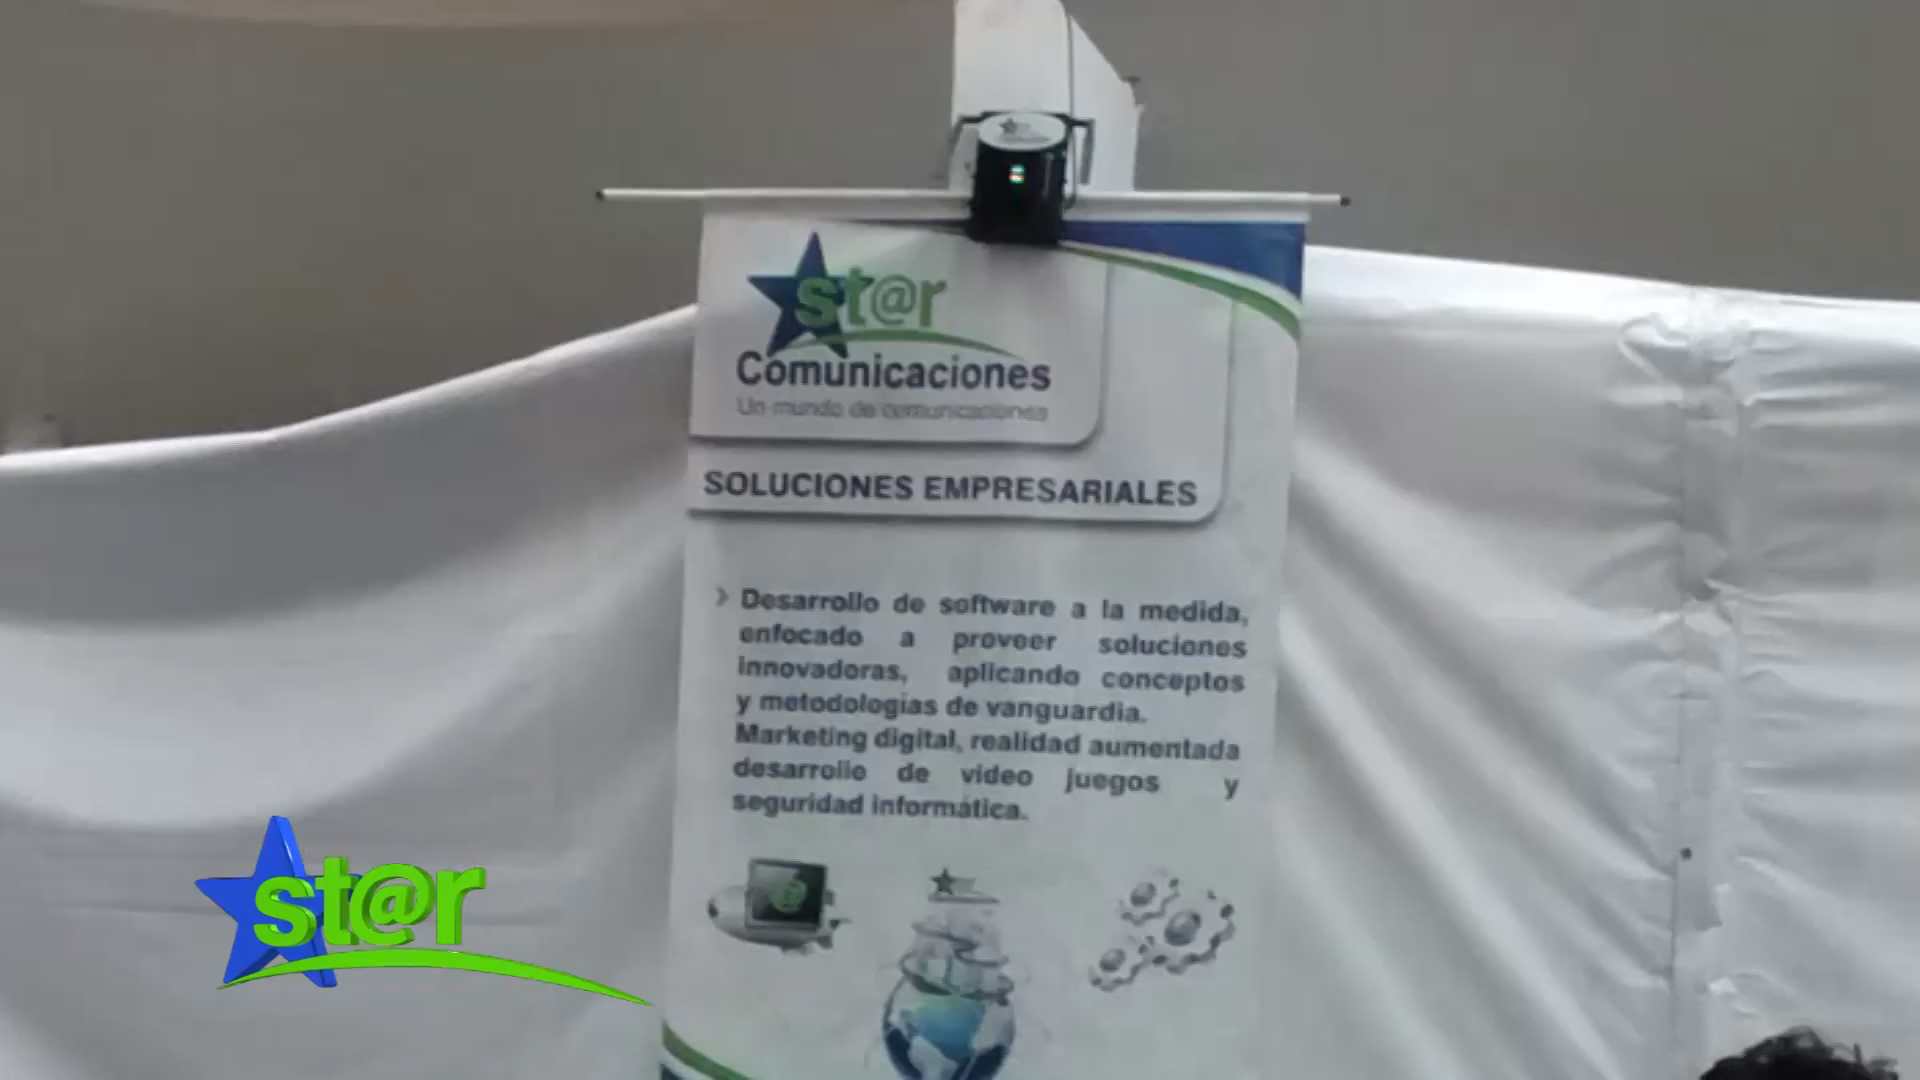 st@r
Comunicaciones
Un mundo de comunicaciones
SOLUCIONES EMPRESARIALES
Desarrollo de software a la medida,
enfocado a proveer soluciones
innovadoras, aplicando conceptos
y metodologías de vanguardia.
Marketing digital, realidad aumentada
desarrollo de video juegos y
seguridad informática.
st@r